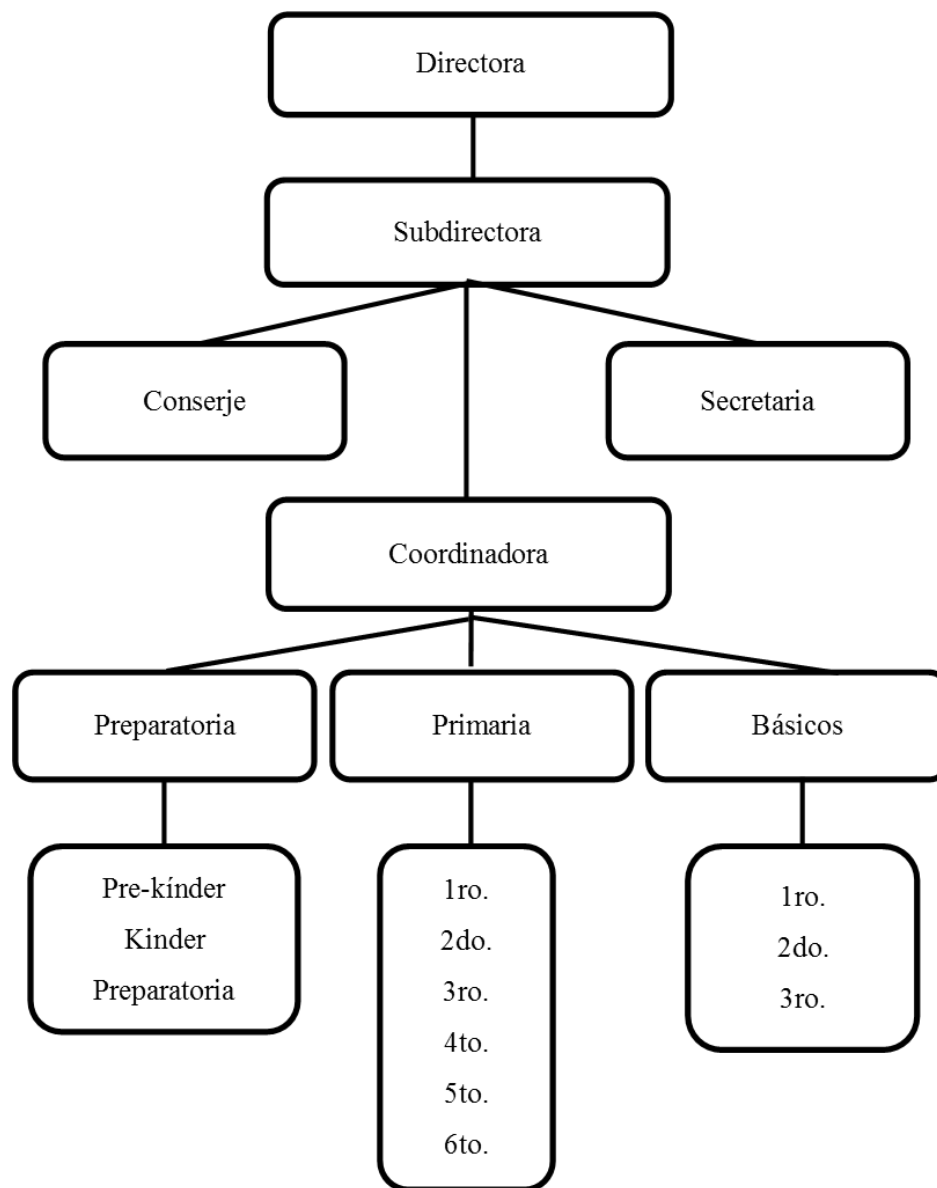 Directora
Subdirectora
Conserje
Secretaria
Coordinadora
Preparatoria
Primaria
Básicos
Pre-kínder
Kinder
Preparatoria
1ro.
2do.
3ro.
4to.
5to.
6to.
1ro.
2do.
3ro.